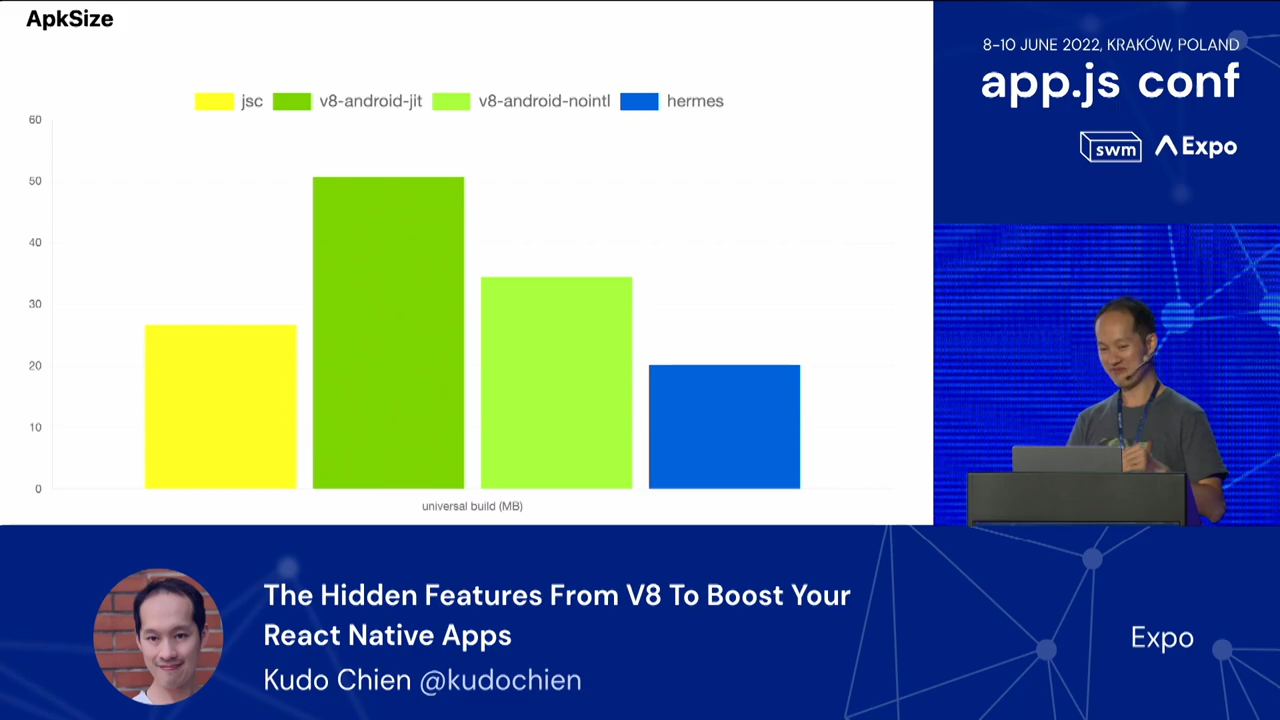 ApkSize
jsc v8-android-jit v8-android-nointl hermes
60
50
40
30
20
10
0
universal build (MB)
8–10 JUNE 2022, KRAKÓW, POLAND
app.js conf
swm Expo
The Hidden Features From V8 To Boost Your
React Native Apps
Kudo Chien @kudochien
Expo